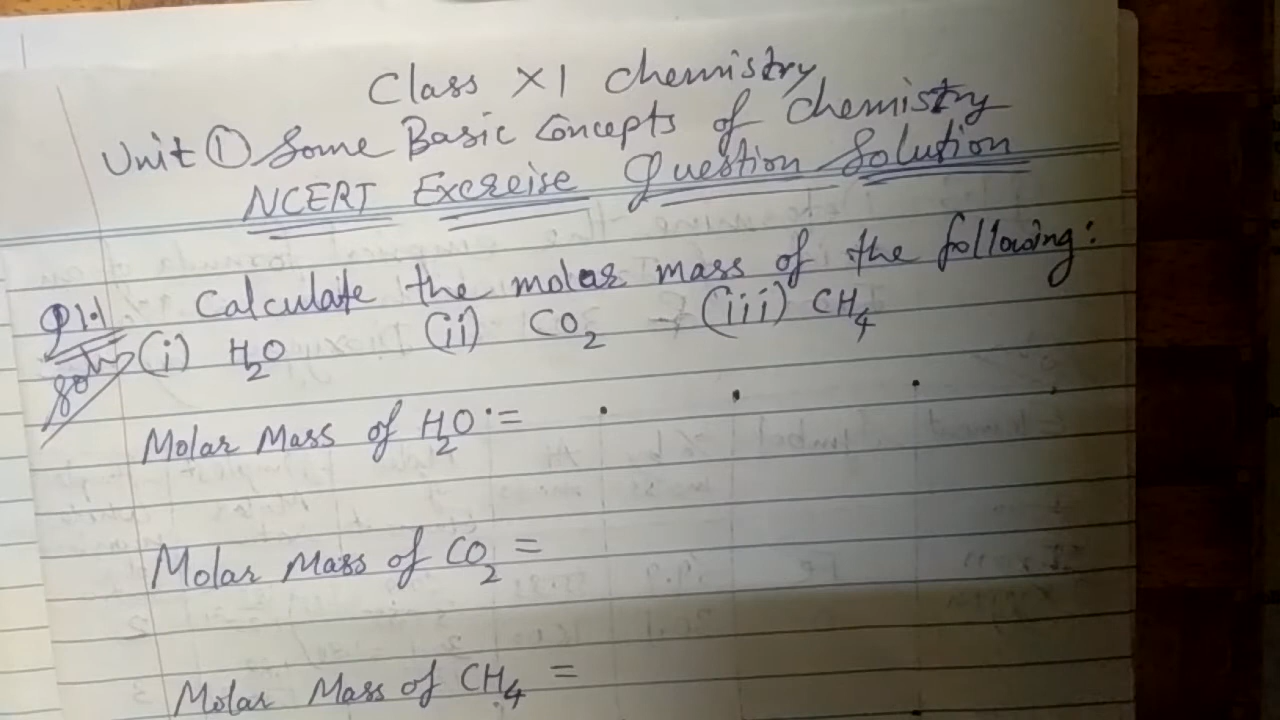 Class XI Chemistry
Unit ① Some Basic Concepts of Chemistry
NCERT Exercise Question Solution
Q1.1 Calculate the molar mass of the following:
Soln (i) H₂O (ii) CO₂ (iii) CH₄
Molar Mass of H₂O =
Molar Mass of CO₂ =
Molar Mass of CH₄ =